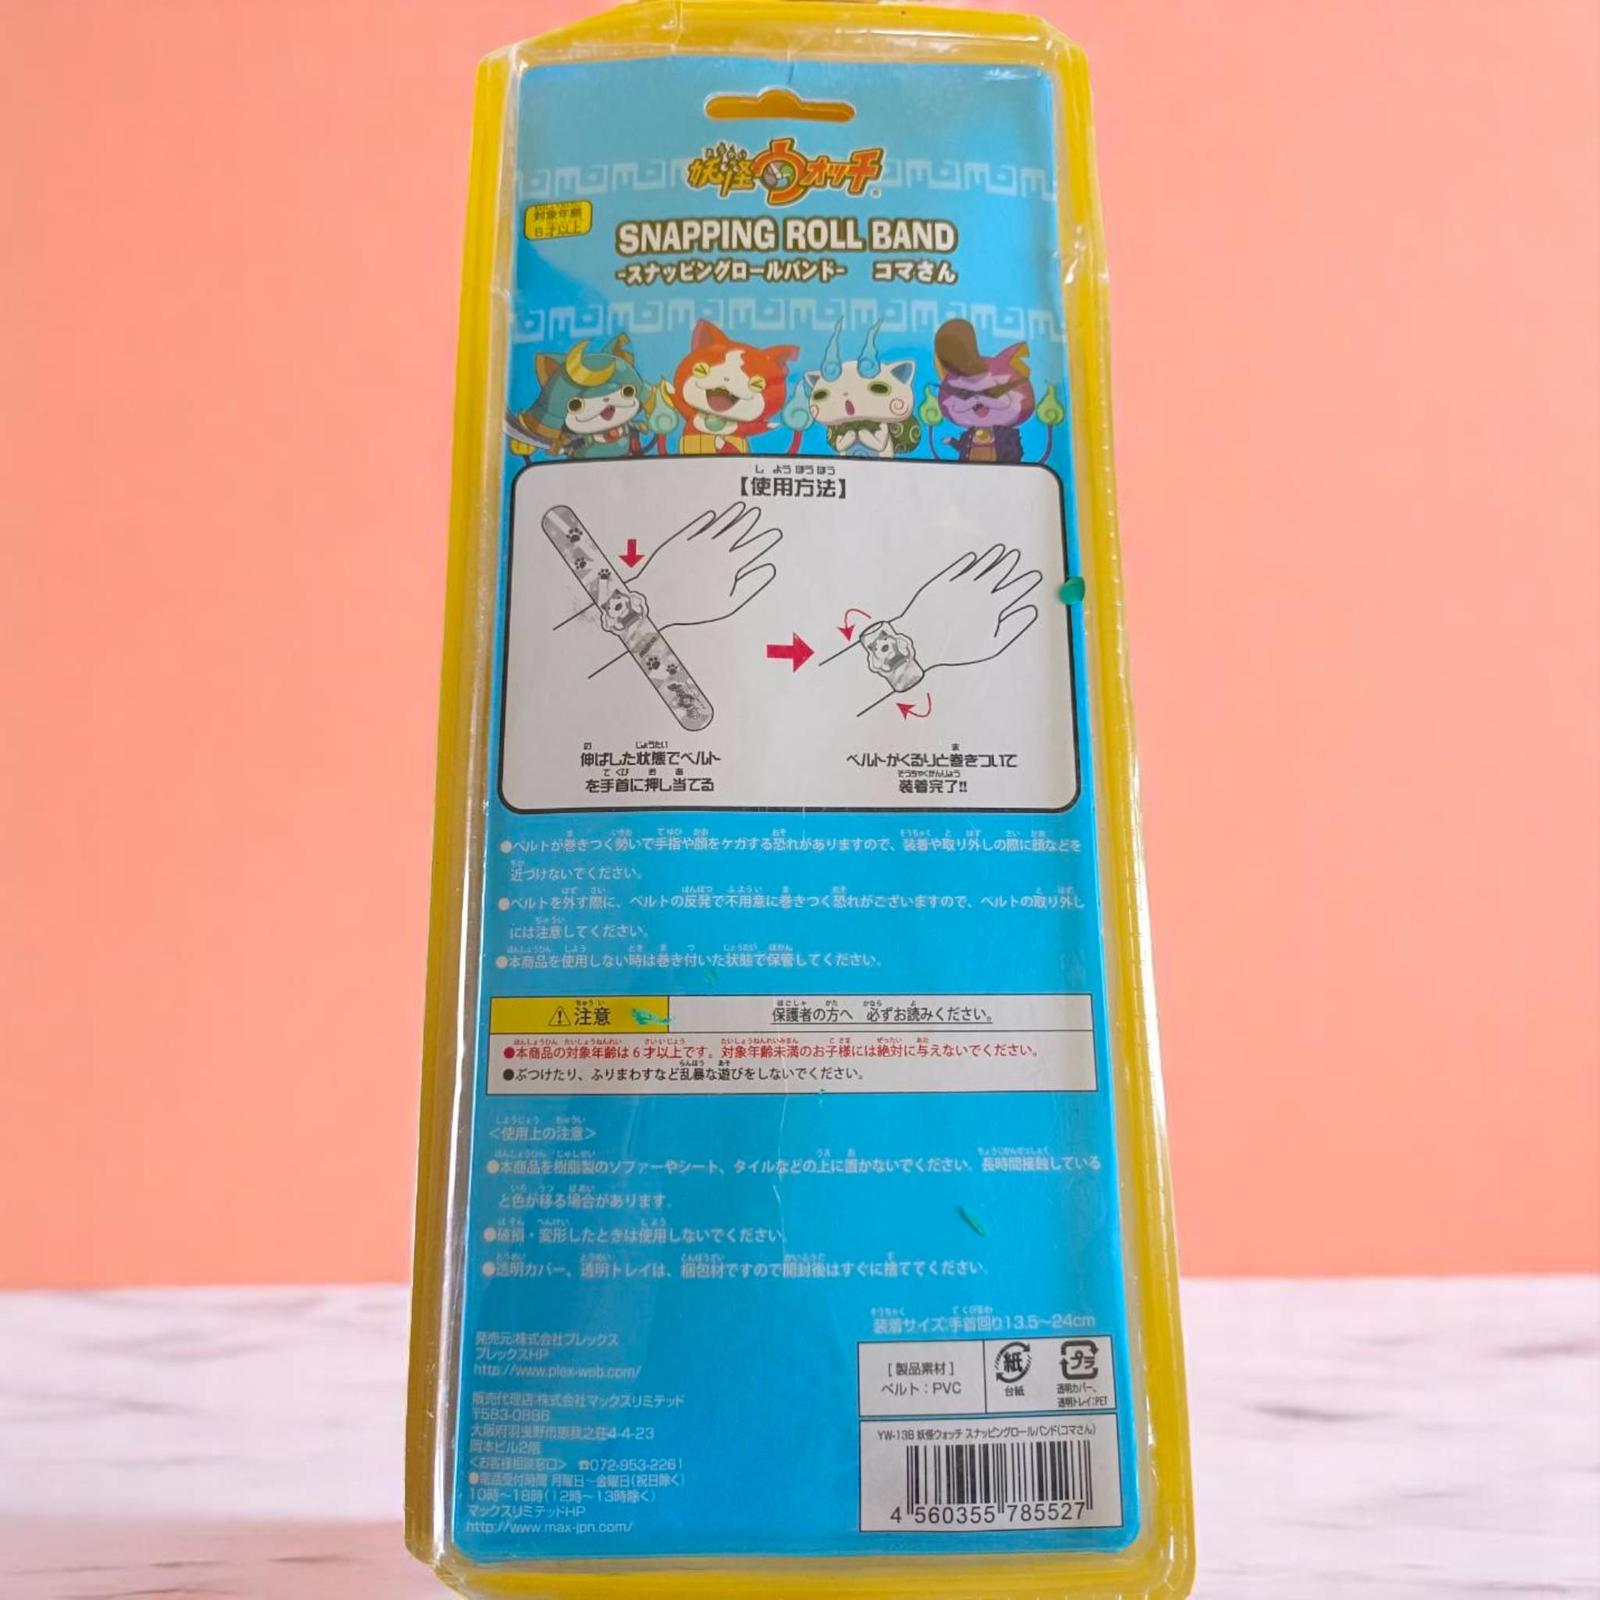 妖怪ウォッチ
対象年齢
6才以上
SNAPPING ROLL BAND
-スナッピングロールバンド- コマさん
【使用方法】
伸ばした状態でベルト
を手首に押し当てる
ベルトがくるりと巻きついて
装着完了!!
●ベルトが巻きつく勢いで手指や顔をケガする恐れがありますので、装着や取り外しの際に顔などを
近づけないでください。
●ベルトを外す際に、ベルトの反発で不用意に巻きつく恐れがございますので、ベルトの取り外し
には注意してください。
●本商品を使用しない時は巻き付いた状態で保管してください。
⚠注意
保護者の方へ 必ずお読みください。
●本商品の対象年齢は6才以上です。対象年齢未満のお子様には絶対に与えないでください。
●ぶつけたり、ふりまわすなど乱暴な遊びをしないでください。
<使用上の注意>
●本商品を樹脂製のソファーやシート、タイルなどの上に置かないでください。長時間接触している
と色が移る場合があります。
●破損・変形したときは使用しないでください。
●透明カバー、透明トレイは、梱包材ですので開封後はすぐに捨ててください。
装着サイズ:手首回り13.5~24cm
発売元:株式会社プレックス
プレックスHP
http://www.plex-web.com/
販売代理店:株式会社マックスリミテッド
〒583-0886
大阪府羽曳野市恵我之荘4-4-23
岡本ビル2階
<お客様相談窓口> ☎072-953-2261
●電話受付時間 月曜日~金曜日(祝日除く)
10時~18時(12時~13時除く)
マックスリミテッドHP
http://www.max-jpn.com/
[製品素材]
ベルト:PVC
紙
台紙
プラ
透明カバー、
透明トレイ:PET
YW-13B 妖怪ウォッチ スナッピングロールバンド(コマさん)
4 560355 785527